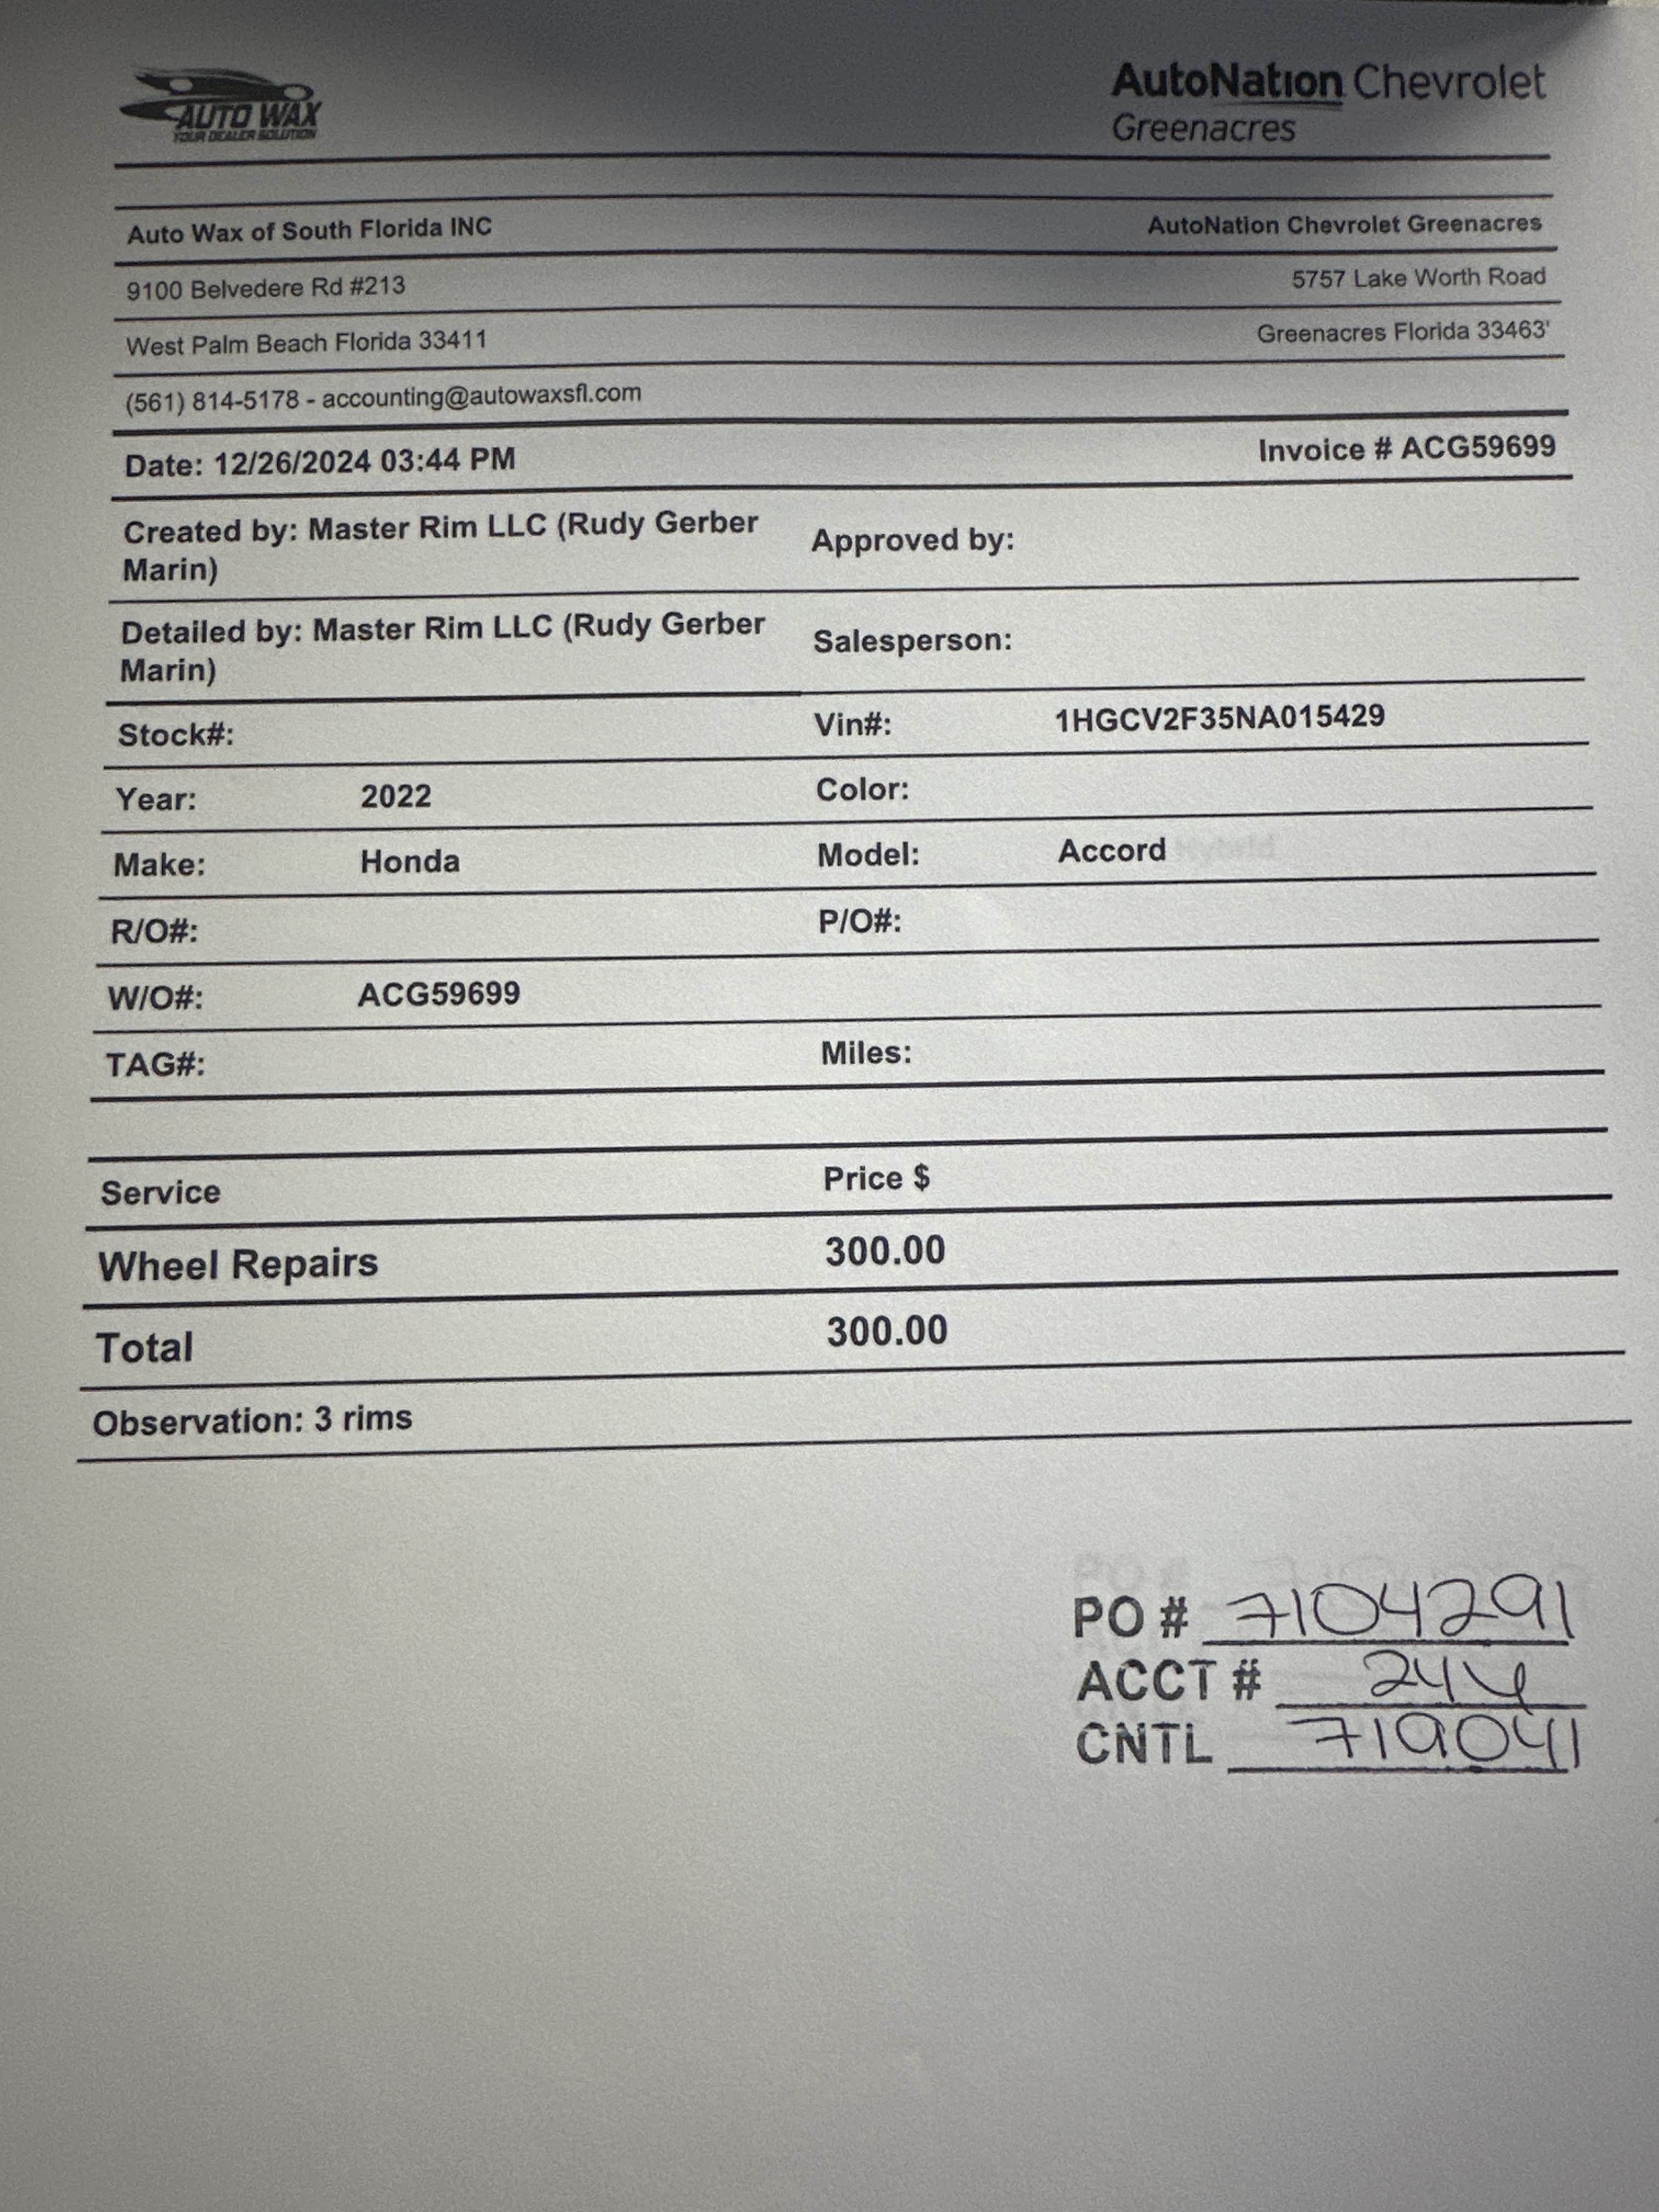 AUTO WAX
YOUR DEALER SOLUTION
AutoNation Chevrolet
Greenacres
Auto Wax of South Florida INC AutoNation Chevrolet Greenacres
9100 Belvedere Rd #213 5757 Lake Worth Road
West Palm Beach Florida 33411 Greenacres Florida 33463'
(561) 814-5178 - accounting@autowaxsfl.com
Date: 12/26/2024 03:44 PM Invoice # ACG59699
Created by: Master Rim LLC (Rudy Gerber Approved by:
Marin)
Detailed by: Master Rim LLC (Rudy Gerber Salesperson:
Marin)
Stock#: Vin#: 1HGCV2F35NA015429
Year: 2022 Color:
Make: Honda Model: Accord Hybrid
R/O#: P/O#:
W/O#: ACG59699
TAG#: Miles:
Service Price $
Wheel Repairs 300.00
Total 300.00
Observation: 3 rims
PO # 7104291
ACCT #
CNTL 719041